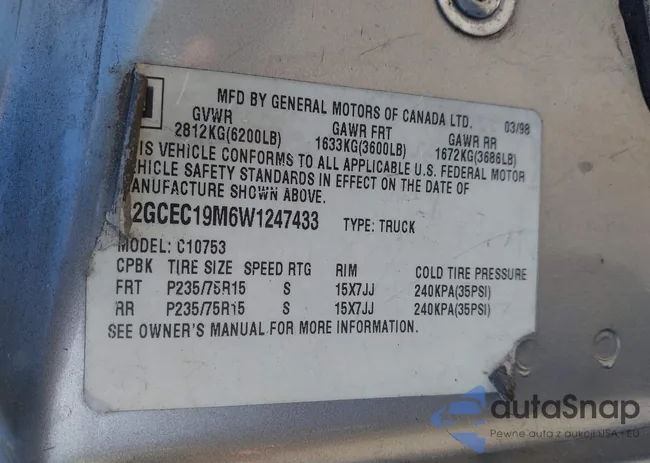 MFD BY GENERAL MOTORS OF CANADA LTD.
03/98
GVWR GAWR FRT GAWR RR
2812KG(6200LB) 1633KG(3600LB) 1672KG(3686LB)
IS VEHICLE CONFORMS TO ALL APPLICABLE U.S. FEDERAL MOTOR
VEHICLE SAFETY STANDARDS IN EFFECT ON THE DATE OF
MANUFACTURE SHOWN ABOVE.
2GCEC19M6W1247433 TYPE: TRUCK
MODEL: C10753
CPBK TIRE SIZE SPEED RTG RIM COLD TIRE PRESSURE
FRT P235/75R15 S 15X7JJ 240KPA(35PSI)
RR P235/75R15 S 15X7JJ 240KPA(35PSI)
SEE OWNER'S MANUAL FOR MORE INFORMATION.
autaSnap
Pewne auta z aukcji USA i EU